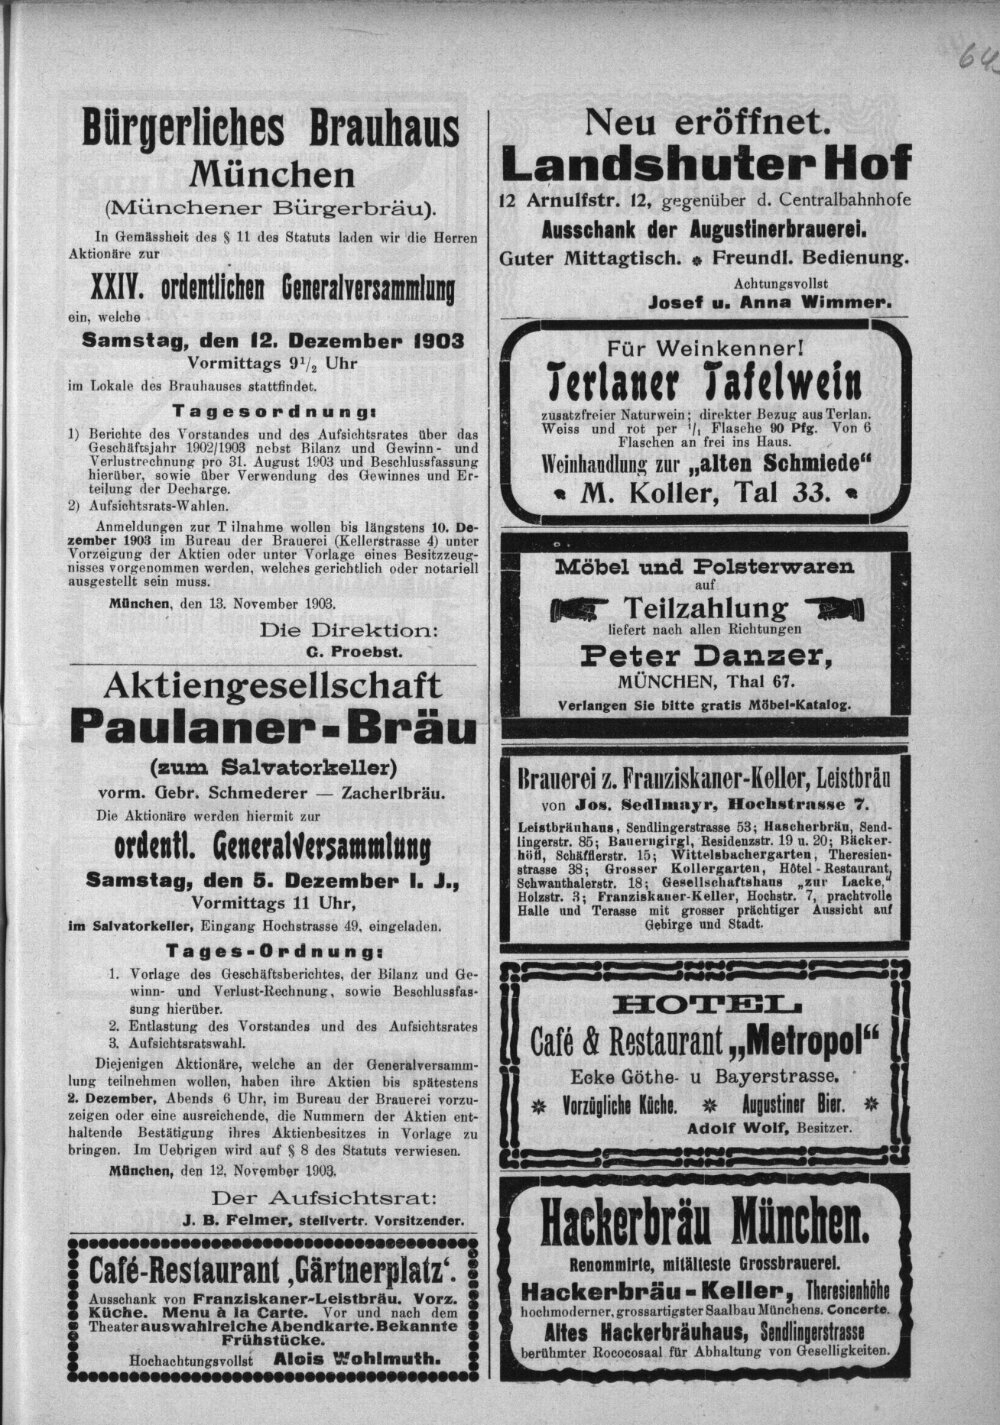 64
Bürgerliches Brauhaus
München
(Münchener Bürgerbräu).
In Gemässheit des § 11 des Statuts laden wir die Herren
Aktionäre zur
XXIV. ordentlichen Generalversammlung
ein, welche
Samstag, den 12. Dezember 1903
Vormittags 9½ Uhr
im Lokale des Brauhauses stattfindet.
Tagesordnung:
1) Berichte des Vorstandes und des Aufsichtsrates über das
Geschäftsjahr 1902/1903 nebst Bilanz und Gewinn- und
Verlustrechnung pro 31. August 1903 und Beschlussfassung
hierüber, sowie über Verwendung des Gewinnes und Er-
teilung der Decharge.
2) Aufsichtsrats-Wahlen.
Anmeldungen zur T ilnahme wollen bis längstens 10. De-
zember 1903 im Bureau der Brauerei (Kellerstrasse 4) unter
Vorzeigung der Aktien oder unter Vorlage eines Besitzzeug-
nisses vorgenommen werden, welches gerichtlich oder notariell
ausgestellt sein muss.
München, den 13. November 1903.
Die Direktion:
G. Proebst.
Aktiengesellschaft
Paulaner-Bräu
(zum Salvatorkeller)
vorm. Gebr. Schmederer — Zacherlbräu.
Die Aktionäre werden hiermit zur
ordentl. Generalversammlung
Samstag, den 5. Dezember l. J.,
Vormittags 11 Uhr,
im Salvatorkeller, Eingang Hochstrasse 49, eingeladen.
Tages-Ordnung:
1. Vorlage des Geschäftsberichtes, der Bilanz und Ge-
winn- und Verlust-Rechnung, sowie Beschlussfas-
sung hierüber.
2. Entlastung des Vorstandes und des Aufsichtsrates
3. Aufsichtsratswahl.
Diejenigen Aktionäre, welche an der Generalversamm-
lung teilnehmen wollen, haben ihre Aktien bis spätestens
2. Dezember, Abends 6 Uhr, im Bureau der Brauerei vorzu-
zeigen oder eine ausreichende, die Nummern der Aktien ent-
haltende Bestätigung ihres Aktienbesitzes in Vorlage zu
bringen. Im Uebrigen wird auf § 8 des Statuts verwiesen.
München, den 12. November 1903.
Der Aufsichtsrat:
J. B. Felmer, stellvertr. Vorsitzender.
Café-Restaurant ‚Gärtnerplatz‘.
Ausschank von Franziskaner-Leistbräu. Vorz.
Küche. Menu à la Carte. Vor und nach dem
Theater auswahlreiche Abendkarte. Bekannte
Frühstücke.
Hochachtungsvollst Alois Wohlmuth.
Neu eröffnet.
Landshuter Hof
12 Arnulfstr. 12, gegenüber d. Centralbahnhofe
Ausschank der Augustinerbrauerei.
Guter Mittagtisch. Freundl. Bedienung.
Achtungsvollst
Josef u. Anna Wimmer.
Für Weinkenner!
Terlaner Tafelwein
zusatzfreier Naturwein; direkter Bezug aus Terlan.
Weiss und rot per 1/1 Flasche 90 Pfg. Von 6
Flaschen an frei ins Haus.
Weinhandlung zur „alten Schmiede“
M. Koller, Tal 33.
Möbel und Polsterwaren
auf
Teilzahlung
liefert nach allen Richtungen
Peter Danzer,
MÜNCHEN, Thal 67.
Verlangen Sie bitte gratis Möbel-Katalog.
Brauerei z. Franziskaner-Keller, Leistbräu
von Jos. Sedlmayr, Hochstrasse 7.
Leistbräuhaus, Sendlingerstrasse 53; Hascherbräu, Send-
lingerstr. 85; Bauerngirgl, Residenzstr. 19 u. 20; Bäcker-
höfl, Schäfflerstr. 15; Wittelsbachergarten, Theresien-
strasse 38; Grosser Kollergarten, Hôtel-Restaurant,
Schwanthalerstr. 18; Gesellschaftshaus „zur Lacke,“
Holzstr. 3; Franziskaner-Keller, Hochstr. 7, prachtvolle
Halle und Terasse mit grosser prächtiger Aussicht auf
Gebirge und Stadt.
HOTEL
Café & Restaurant „Metropol“
Ecke Göthe- u Bayerstrasse.
Vorzügliche Küche. Augustiner Bier.
Adolf Wolf, Besitzer.
Hackerbräu München.
Renommirte, mitälteste Grossbrauerei.
Hackerbräu-Keller, Theresienhöhe
hochmoderner, grossartigster Saalbau Münchens. Concerte.
Altes Hackerbräuhaus, Sendlingerstrasse
berühmter Rococosaal für Abhaltung von Geselligkeiten.